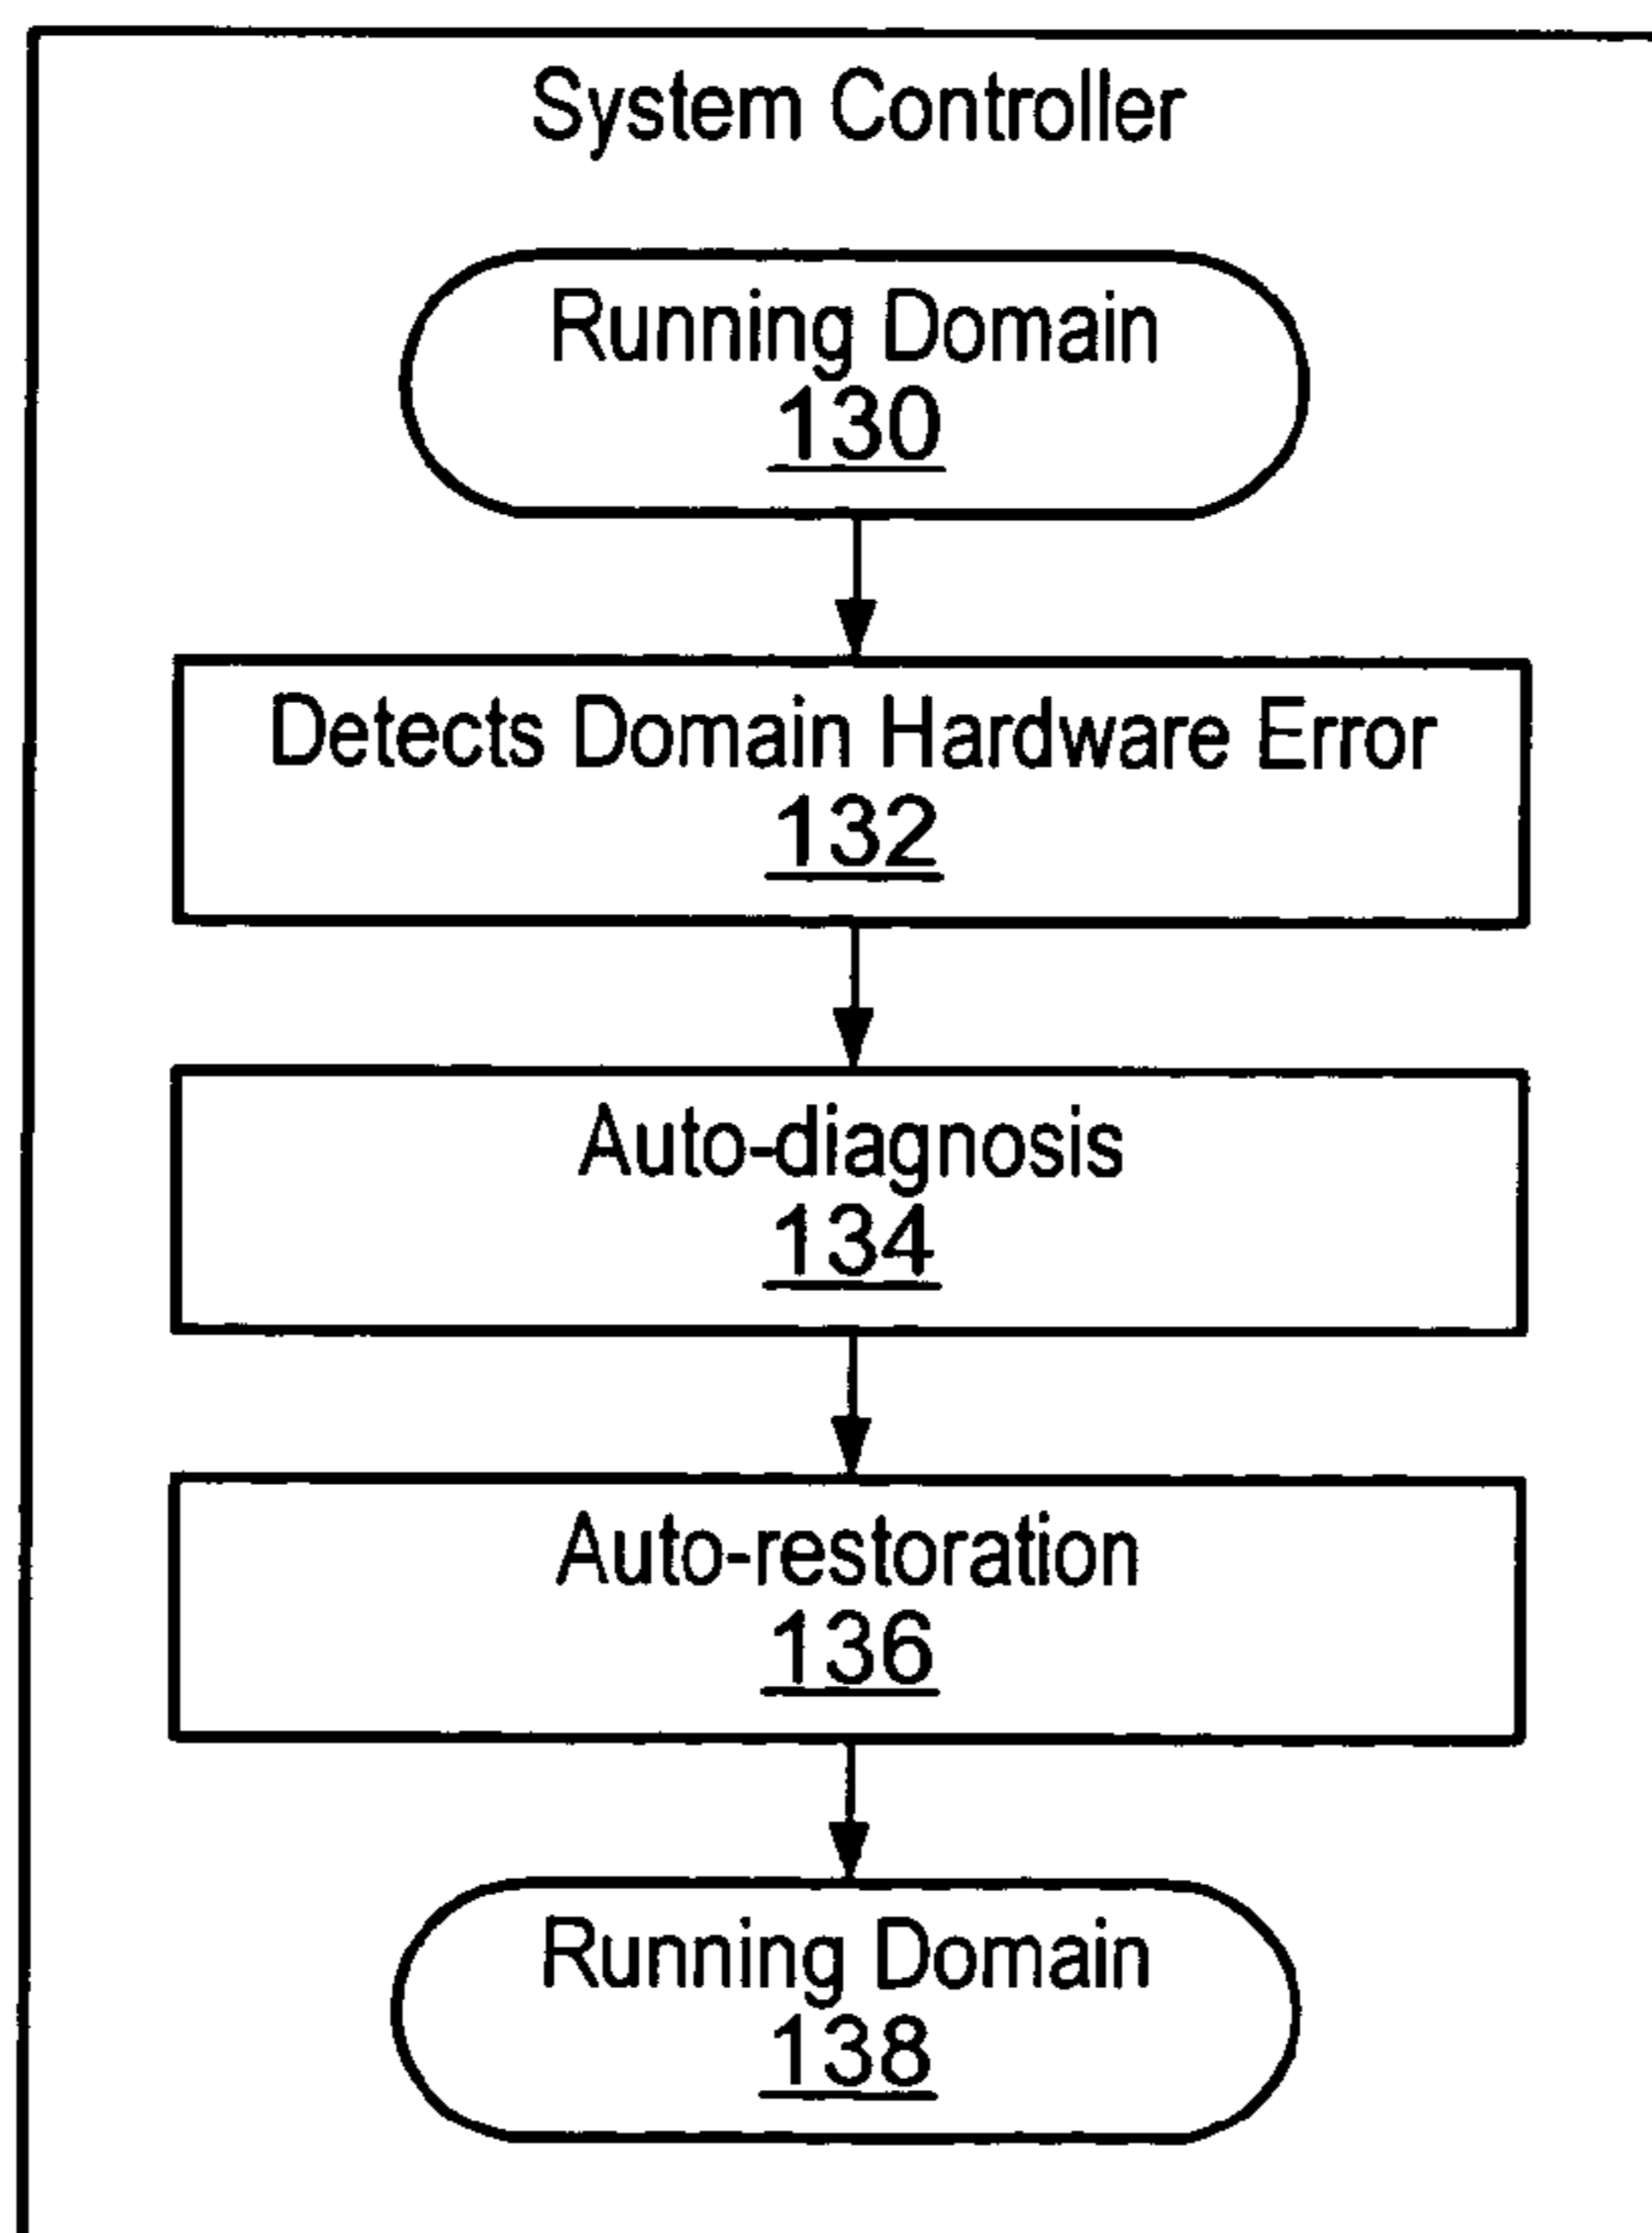 System Controller
Running Domain
130
Detects Domain Hardware Error
132
Auto-diagnosis
134
Auto-restoration
136
Running Domain
138